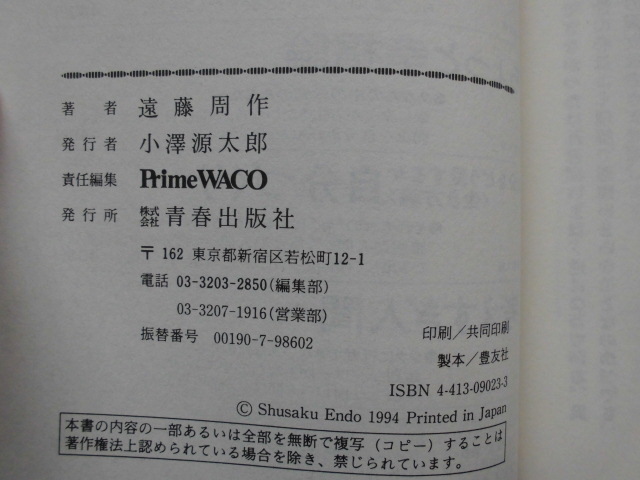 著者 遠藤周作
発行者 小澤源太郎
責任編集 PrimeWACO
発行所 株式会社 青春出版社
〒162 東京都新宿区若松町12-1
電話 03-3203-2850(編集部)
03-3207-1916(営業部)
振替番号 00190-7-98602
印刷/共同印刷
製本/豊友社
ISBN 4-413-09023-3
© Shusaku Endo 1994 Printed in Japan
本書の内容の一部あるいは全部を無断で複写(コピー)することは
著作権法上認められている場合を除き、禁じられています。